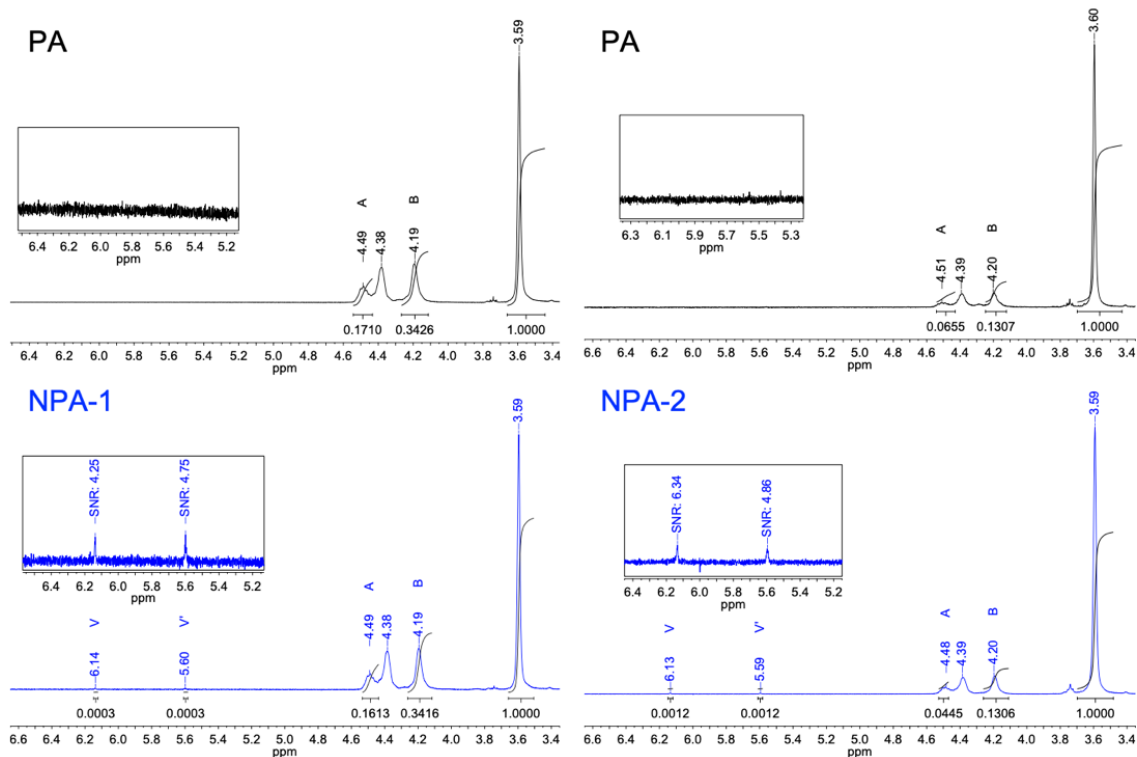 PA
3.59
A
B
4.49
4.38
4.19
6.4 6.2 6.0 5.8 5.6 5.4 5.2
ppm
0.1710 0.3426 1.0000
6.4 6.2 6.0 5.8 5.6 5.4 5.2 5.0 4.8 4.6 4.4 4.2 4.0 3.8 3.6 3.4
ppm
PA
3.60
A
B
4.51
4.39
4.20
6.3 6.1 5.9 5.7 5.5 5.3
ppm
0.0655 0.1307 1.0000
6.6 6.4 6.2 6.0 5.8 5.6 5.4 5.2 5.0 4.8 4.6 4.4 4.2 4.0 3.8 3.6 3.4
ppm
NPA-1
3.59
SNR: 4.25
SNR: 4.75
6.4 6.2 6.0 5.8 5.6 5.4 5.2
ppm
V
V'
A
B
6.14
5.60
4.49
4.38
4.19
0.0003 0.0003 0.1613 0.3416 1.0000
6.4 6.2 6.0 5.8 5.6 5.4 5.2 5.0 4.8 4.6 4.4 4.2 4.0 3.8 3.6 3.4
ppm
NPA-2
3.59
SNR: 6.34
SNR: 4.86
6.4 6.2 6.0 5.8 5.6 5.4 5.2
ppm
V
V'
A
B
6.13
5.59
4.48
4.39
4.20
0.0012 0.0012 0.0445 0.1306 1.0000
6.6 6.4 6.2 6.0 5.8 5.6 5.4 5.2 5.0 4.8 4.6 4.4 4.2 4.0 3.8 3.6 3.4
ppm